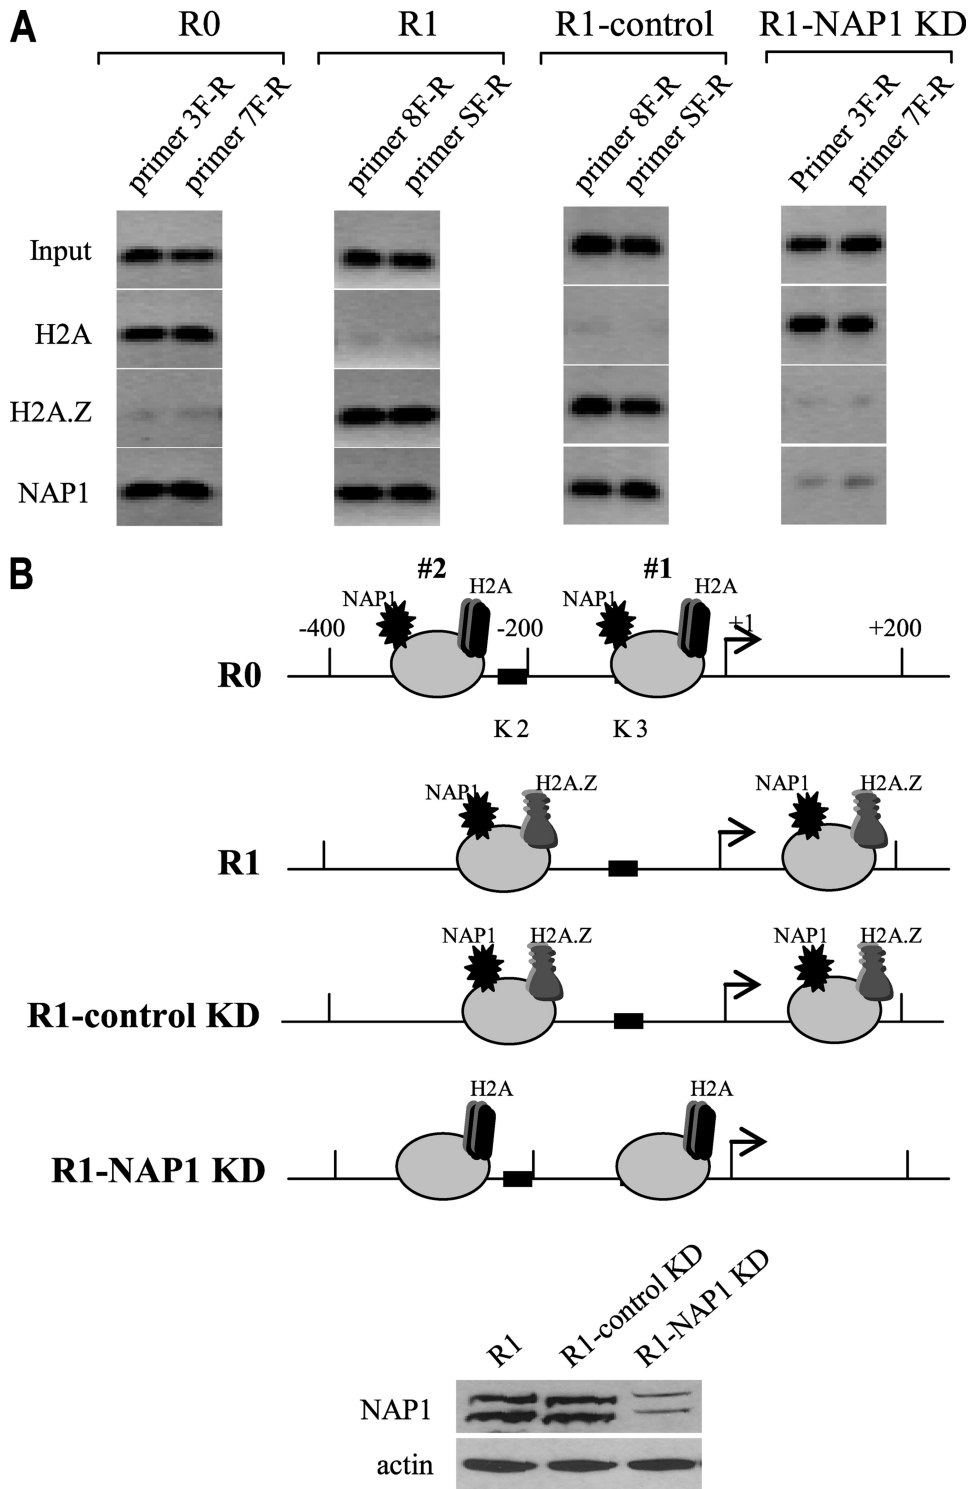 A
R0 R1 R1-control R1-NAP1 KD
primer 3F-R primer 7F-R primer 8F-R primer SF-R primer 8F-R primer SF-R Primer 3F-R primer 7F-R
Input
H2A
H2A.Z
NAP1
B
#2 #1
NAP1 H2A NAP1 H2A
-400 -200 +1 +200
R0
K 2 K 3
NAP1 H2A.Z NAP1 H2A.Z
R1
NAP1 H2A.Z NAP1 H2A.Z
R1-control KD
H2A H2A
R1-NAP1 KD
R1 R1-control KD R1-NAP1 KD
NAP1
actin